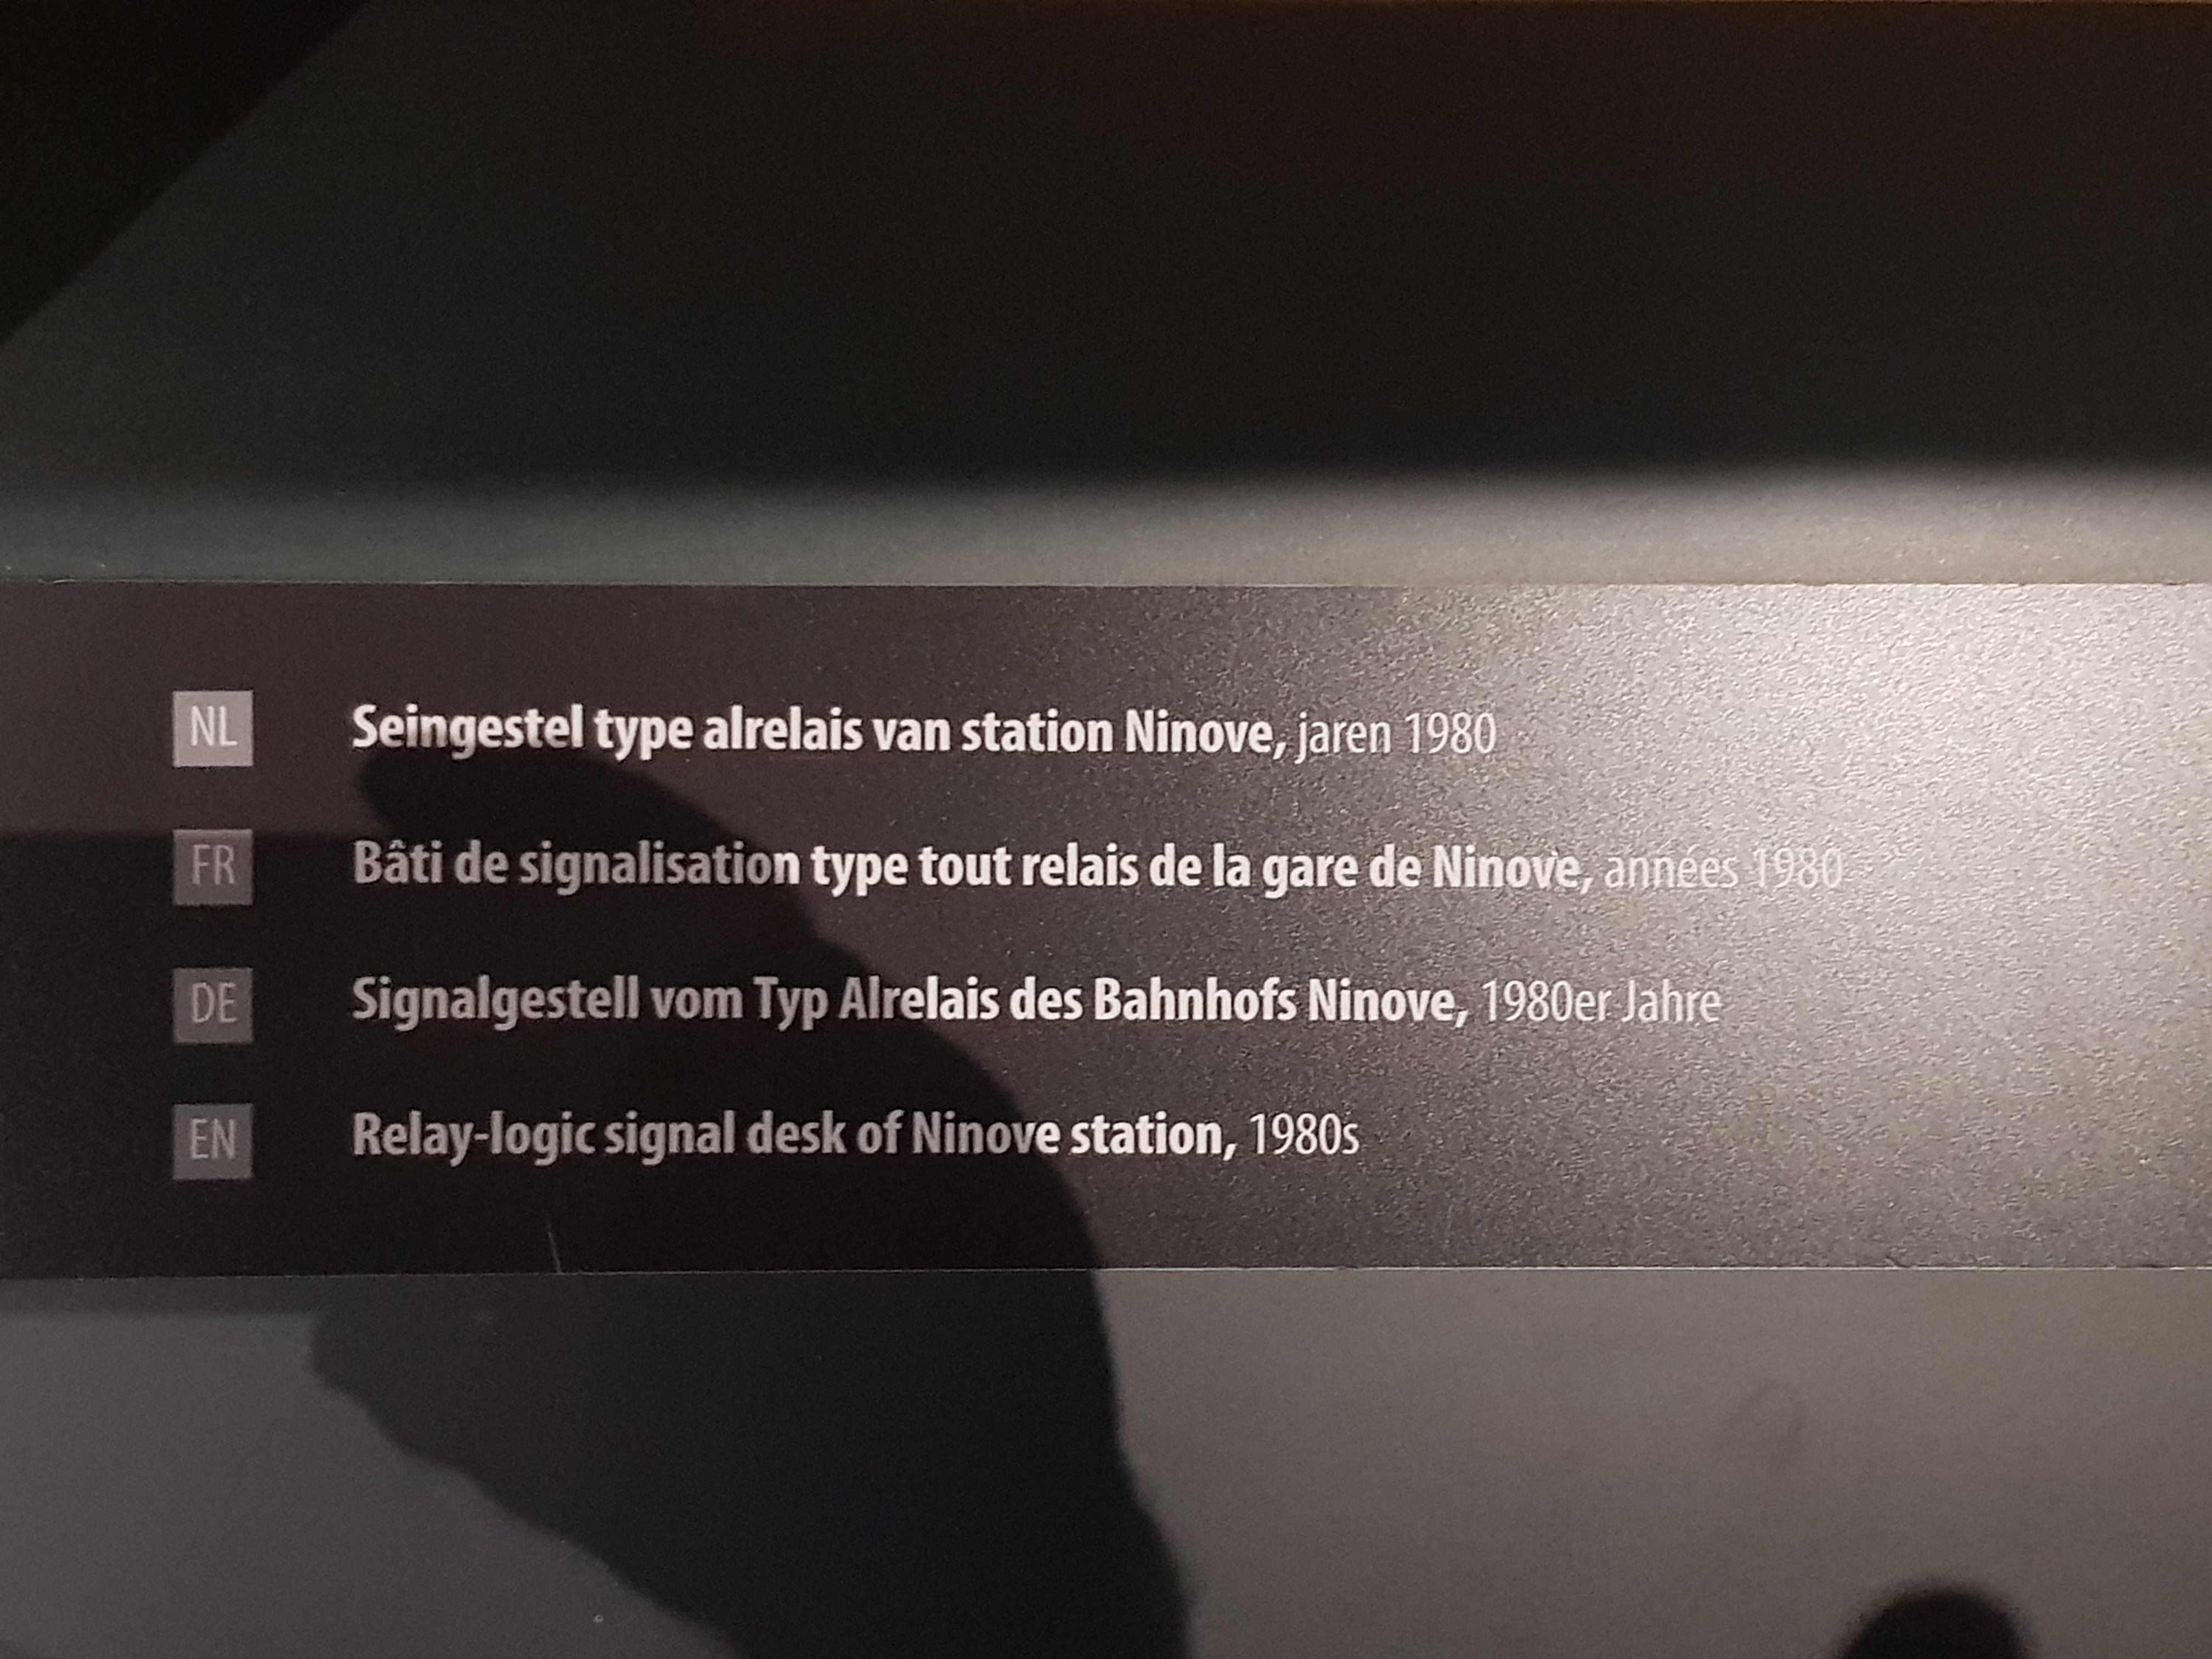 NL Seingestel type alrelais van station Ninove, jaren 1980
FR Bâti de signalisation type tout relais de la gare de Ninove, années 1980
DE Signalgestell vom Typ Alrelais des Bahnhofs Ninove, 1980er Jahre
EN Relay-logic signal desk of Ninove station, 1980s